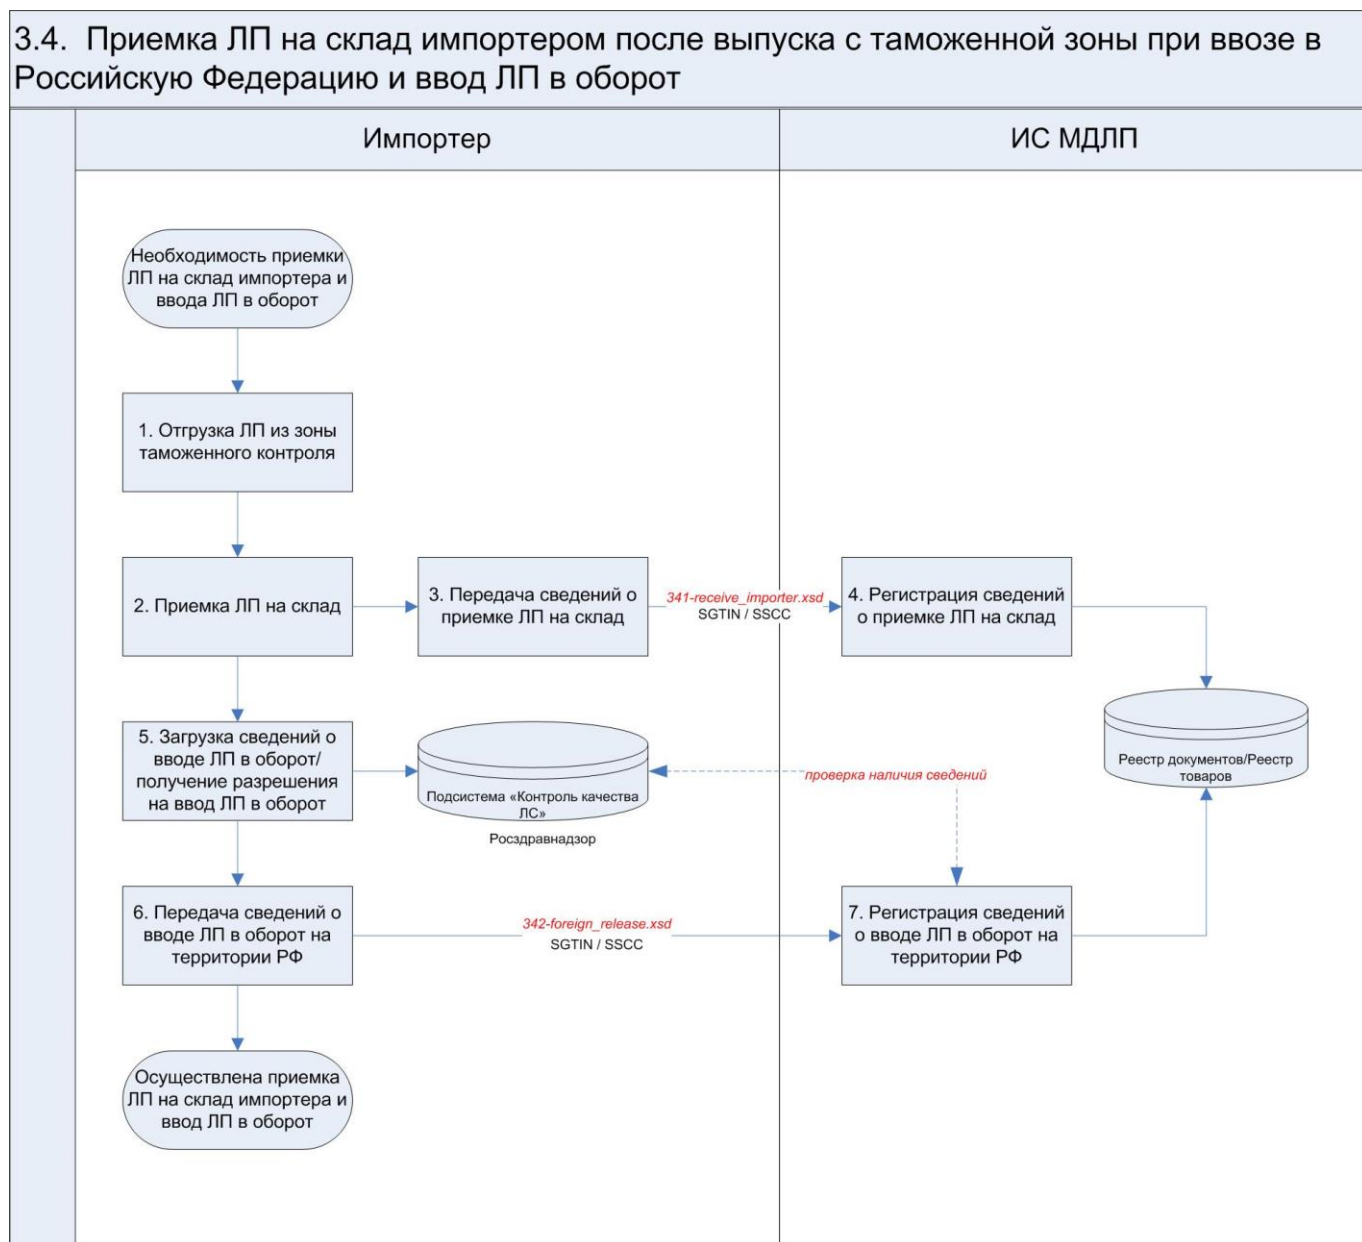 3.4.  Приемка ЛП на склад импортером после выпуска с таможенной зоны при ввозе в
Российскую Федерацию и ввод ЛП в оборот
Импортер
ИС МДЛП
Необходимость приемки
ЛП на склад импортера и
ввода ЛП в оборот
1. Отгрузка ЛП из зоны
таможенного контроля
2. Приемка ЛП на склад
3. Передача сведений о
приемке ЛП на склад
341-receive_importer.xsd
SGTIN / SSCC
4. Регистрация сведений
о приемке ЛП на склад
5. Загрузка сведений о
вводе ЛП в оборот/
получение разрешения
на ввод ЛП в оборот
Подсистема «Контроль качества
ЛС»
Росздравнадзор
проверка наличия сведений
Реестр документов/Реестр
товаров
6. Передача сведений о
вводе ЛП в оборот на
территории РФ
342-foreign_release.xsd
SGTIN / SSCC
7. Регистрация сведений
о вводе ЛП в оборот на
территории РФ
Осуществлена приемка
ЛП на склад импортера и
ввод ЛП в оборот